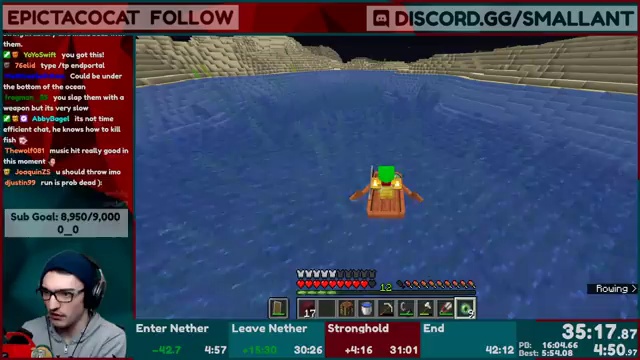 EPICTACOCAT FOLLOW
DISCORD.GG/SMALLANT
them.
YoYoSwift you got this!
76elid type /tp endportal
Could be under
the bottom of the ocean
you slap them with a
weapon but its very slow
AbbyBagel its not time
efficient chat, he knows how to kill
fish
Thewolf081 music hit really good in
this moment
JoaquinZS u should throw imo
djustin99 run is prob dead ):
Sub Goal: 8,950/9,000
0_0
12
17
9
Rowing >
Enter Nether
Leave Nether
Stronghold
End
-42.7 4:57
+15:30 30:26
+4:16 31:01
42:12
35:17.87
PB: 16:04.66
Best: 5:54.08
4:50